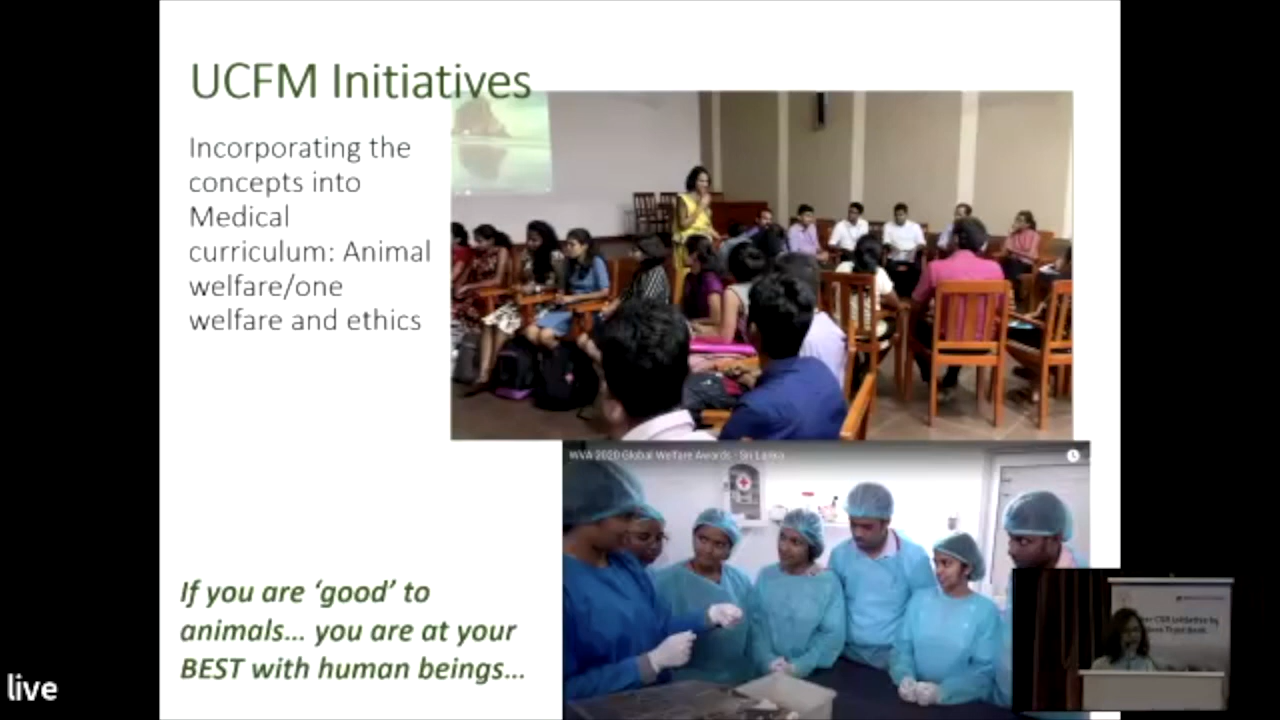 UCFM Initiatives
Incorporating the
concepts into
Medical
curriculum: Animal
welfare/one
welfare and ethics
WVA 2020 Global Welfare Awards - Sri Lanka
If you are ‘good’ to
animals... you are at your
BEST with human beings...
live